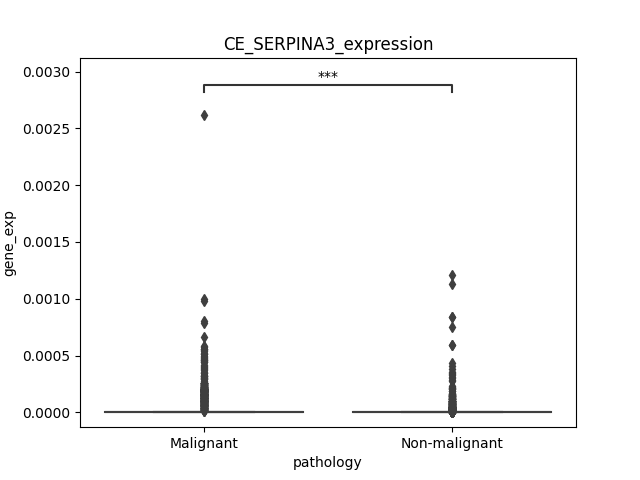 CE_SERPINA3_expression
***
0.0030
0.0025
0.0020
0.0015
0.0010
0.0005
0.0000
gene_exp
Malignant
Non-malignant
pathology